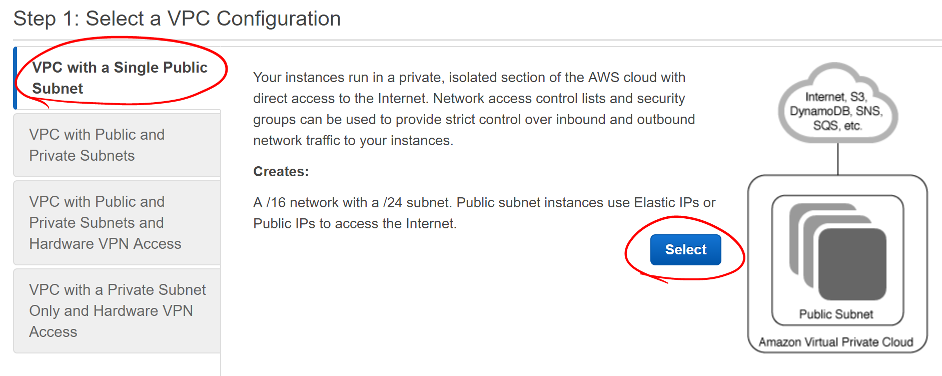 Step 1: Select a VPC Configuration
VPC with a Single Public
Subnet
VPC with Public and
Private Subnets
VPC with Public and
Private Subnets and
Hardware VPN Access
VPC with a Private Subnet
Only and Hardware VPN
Access
Your instances run in a private, isolated section of the AWS cloud with
direct access to the Internet. Network access control lists and security
groups can be used to provide strict control over inbound and outbound
network traffic to your instances.
Creates:
A /16 network with a /24 subnet. Public subnet instances use Elastic IPs or
Public IPs to access the Internet.
Select
Internet, S3,
DynamoDB, SNS,
SQS, etc.
Public Subnet
Amazon Virtual Private Cloud